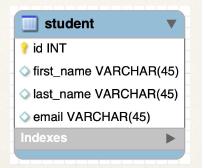 student
id INT
first_name VARCHAR(45)
last_name VARCHAR(45)
email VARCHAR(45)
Indexes